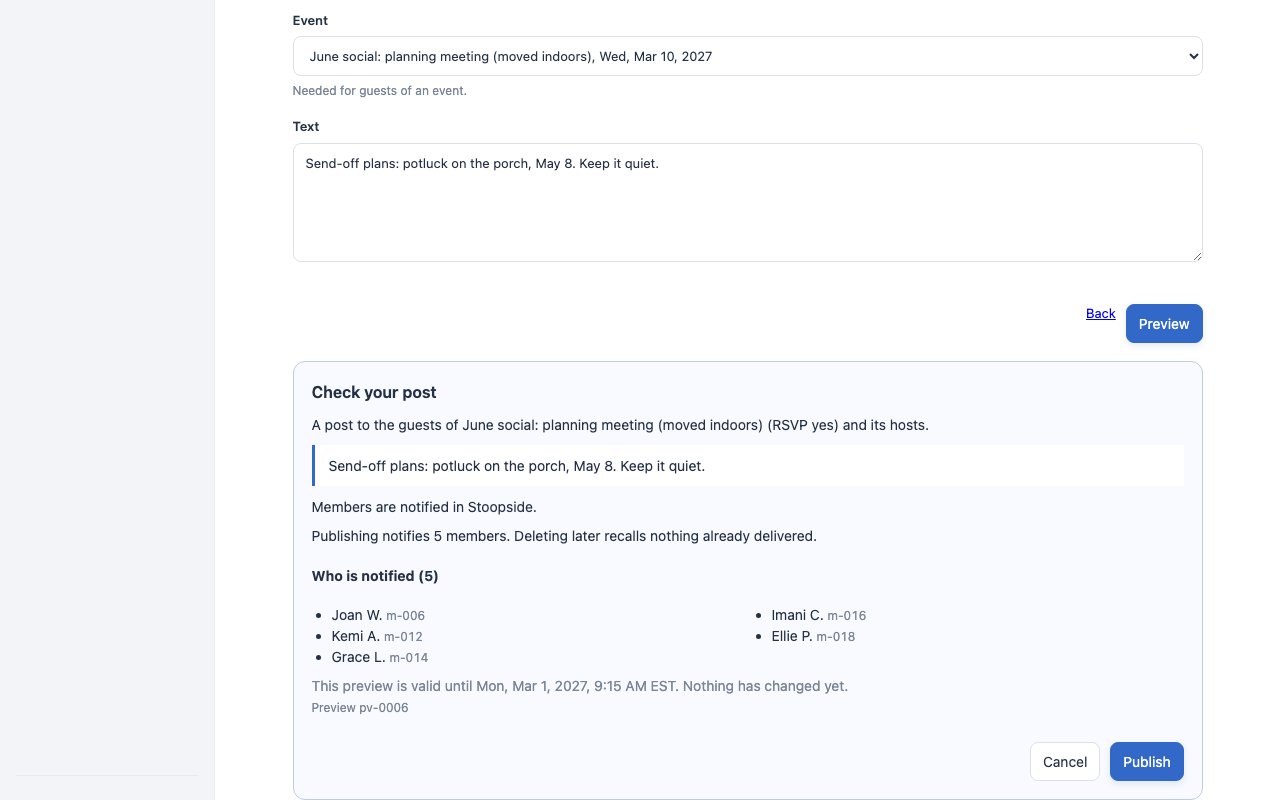 Event
June social: planning meeting (moved indoors), Wed, Mar 10, 2027
Needed for guests of an event.
Text
Send-off plans: potluck on the porch, May 8. Keep it quiet.
Back
Preview
Check your post
A post to the guests of June social: planning meeting (moved indoors) (RSVP yes) and its hosts.
Send-off plans: potluck on the porch, May 8. Keep it quiet.
Members are notified in Stoopside.
Publishing notifies 5 members. Deleting later recalls nothing already delivered.
Who is notified (5)
Joan W. m-006
Kemi A. m-012
Grace L. m-014
Imani C. m-016
Ellie P. m-018
This preview is valid until Mon, Mar 1, 2027, 9:15 AM EST. Nothing has changed yet.
Preview pv-0006
Cancel
Publish